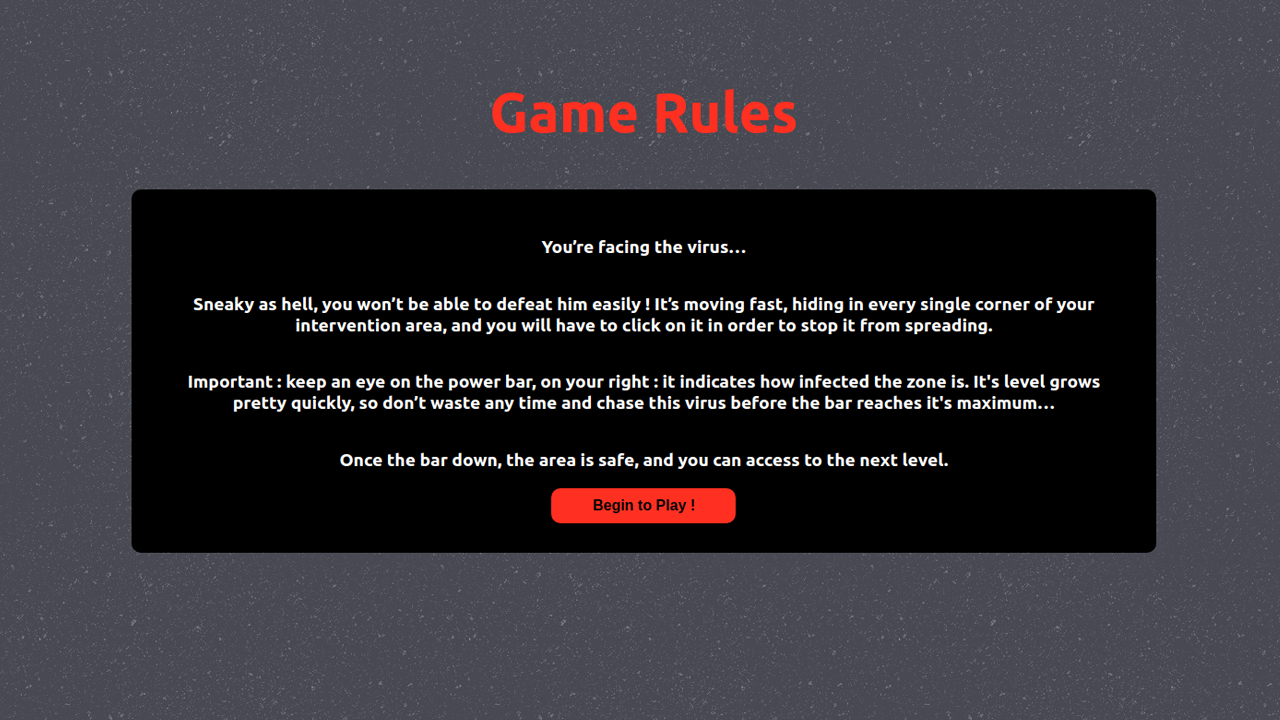 Game Rules
You’re facing the virus…
Sneaky as hell, you won’t be able to defeat him easily ! It’s moving fast, hiding in every single corner of your
intervention area, and you will have to click on it in order to stop it from spreading.
Important : keep an eye on the power bar, on your right : it indicates how infected the zone is. It's level grows
pretty quickly, so don’t waste any time and chase this virus before the bar reaches it's maximum…
Once the bar down, the area is safe, and you can access to the next level.
Begin to Play !